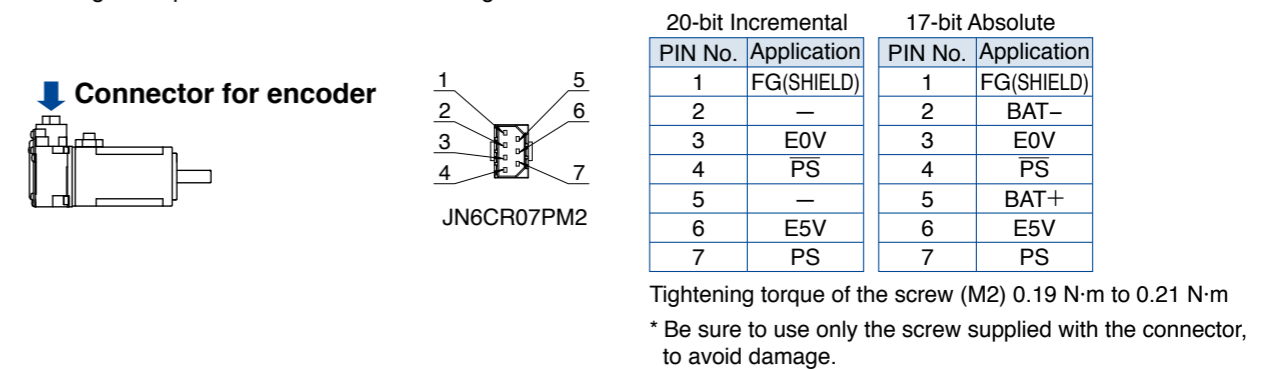 Connector for encoder
1 5
2 6
3
4 7
JN6CR07PM2
20-bit Incremental
PIN No. Application
1 FG(SHIELD)
2 —
3 E0V
4 P̅S̅
5 —
6 E5V
7 PS
17-bit Absolute
PIN No. Application
1 FG(SHIELD)
2 BAT−
3 E0V
4 P̅S̅
5 BAT+
6 E5V
7 PS
Tightening torque of the screw (M2) 0.19 N·m to 0.21 N·m
* Be sure to use only the screw supplied with the connector,
to avoid damage.